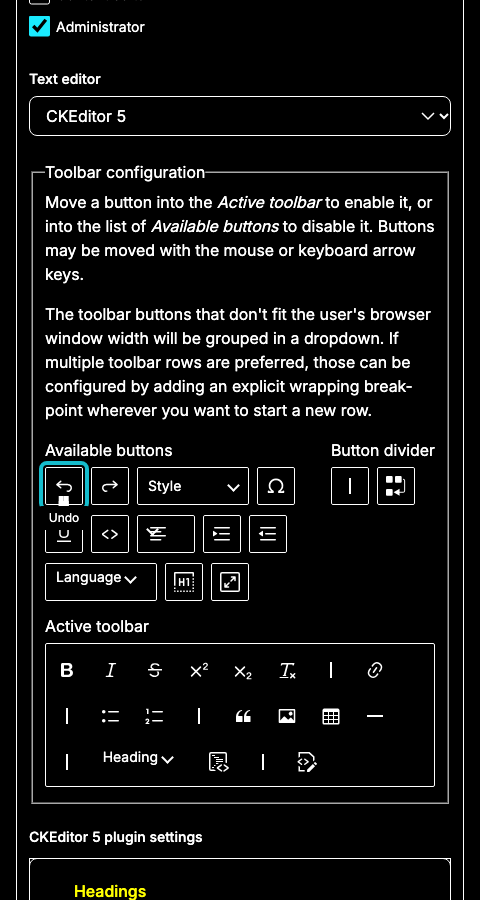 Administrator
Text editor
CKEditor 5
Toolbar configuration
Move a button into the Active toolbar to enable it, or
into the list of Available buttons to disable it. Buttons
may be moved with the mouse or keyboard arrow
keys.
The toolbar buttons that don't fit the user's browser
window width will be grouped in a dropdown. If
multiple toolbar rows are preferred, those can be
configured by adding an explicit wrapping break-
point wherever you want to start a new row.
Available buttons
Button divider
Style
Ω
Undo
U
<>
Language
H1
Active toolbar
B I S x² x₂ Tx
1
2
Heading
CKEditor 5 plugin settings
Headings